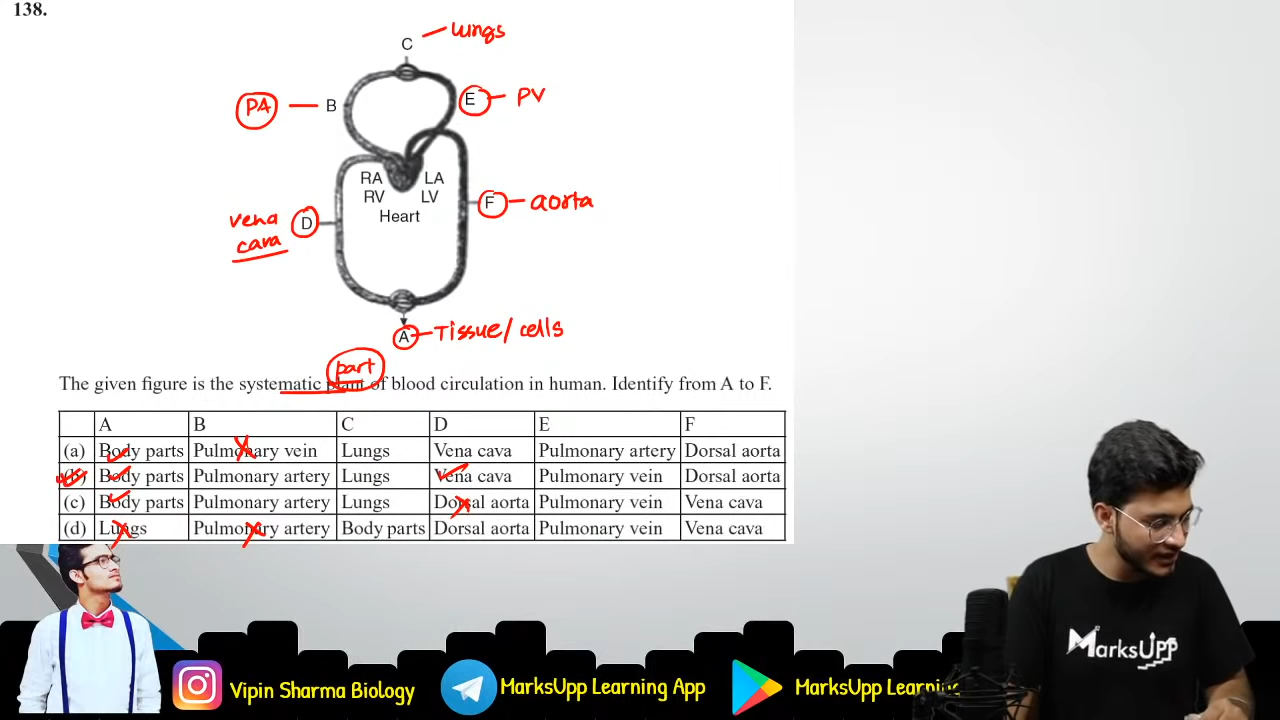 138.
C
lungs
PA
B
E
PV
RA
LA
RV
LV
Heart
vena
cava
D
F
aorta
A
Tissue/cells
part
The given figure is the systematic plant of blood circulation in human. Identify from A to F.
A B C D E F
(a) Body parts Pulmonary vein Lungs Vena cava Pulmonary artery Dorsal aorta
(b) Body parts Pulmonary artery Lungs Vena cava Pulmonary vein Dorsal aorta
(c) Body parts Pulmonary artery Lungs Dorsal aorta Pulmonary vein Vena cava
(d) Lungs Pulmonary artery Body parts Dorsal aorta Pulmonary vein Vena cava
MarksUPP
Vipin Sharma Biology
MarksUpp Learning App
MarksUpp Learning